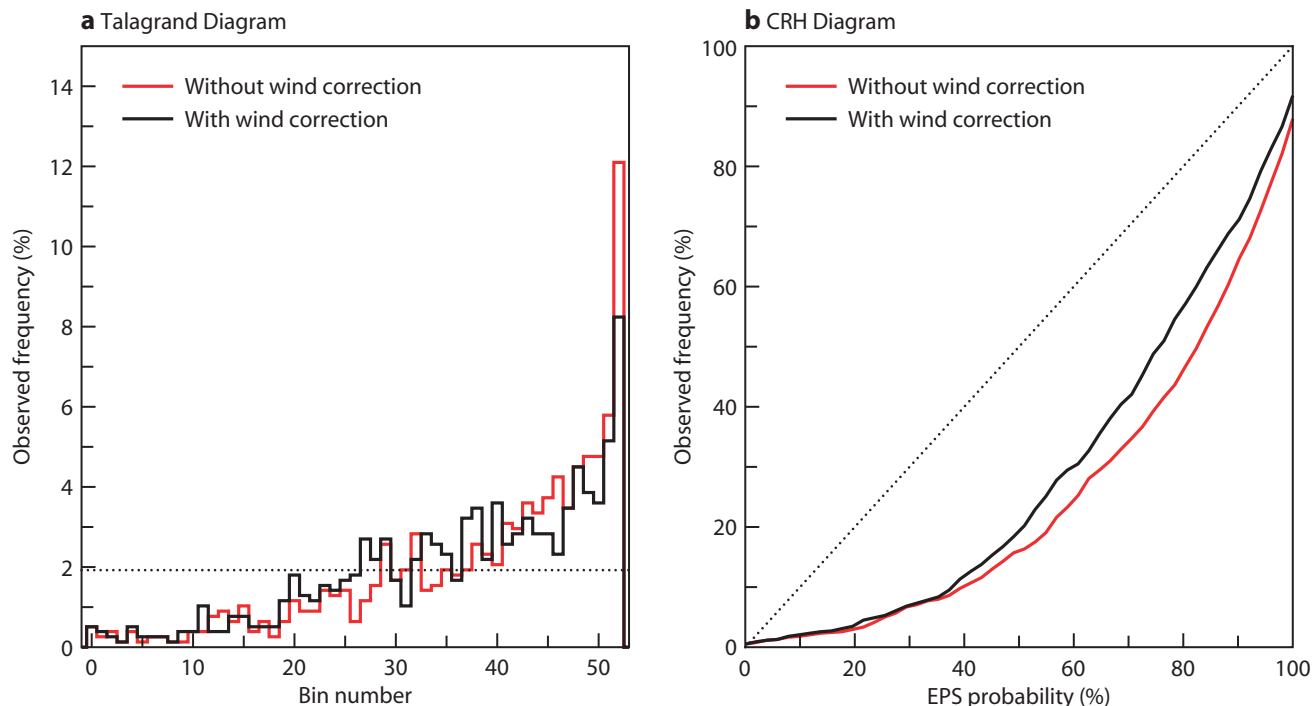 a Talagrand Diagram
Without wind correction
With wind correction
14
12
10
8
6
4
2
0
Observed frequency (%)
0
10
20
30
40
50
Bin number
b CRH Diagram
Without wind correction
With wind correction
100
80
60
40
20
0
Observed frequency (%)
0
20
40
60
80
100
EPS probability (%)